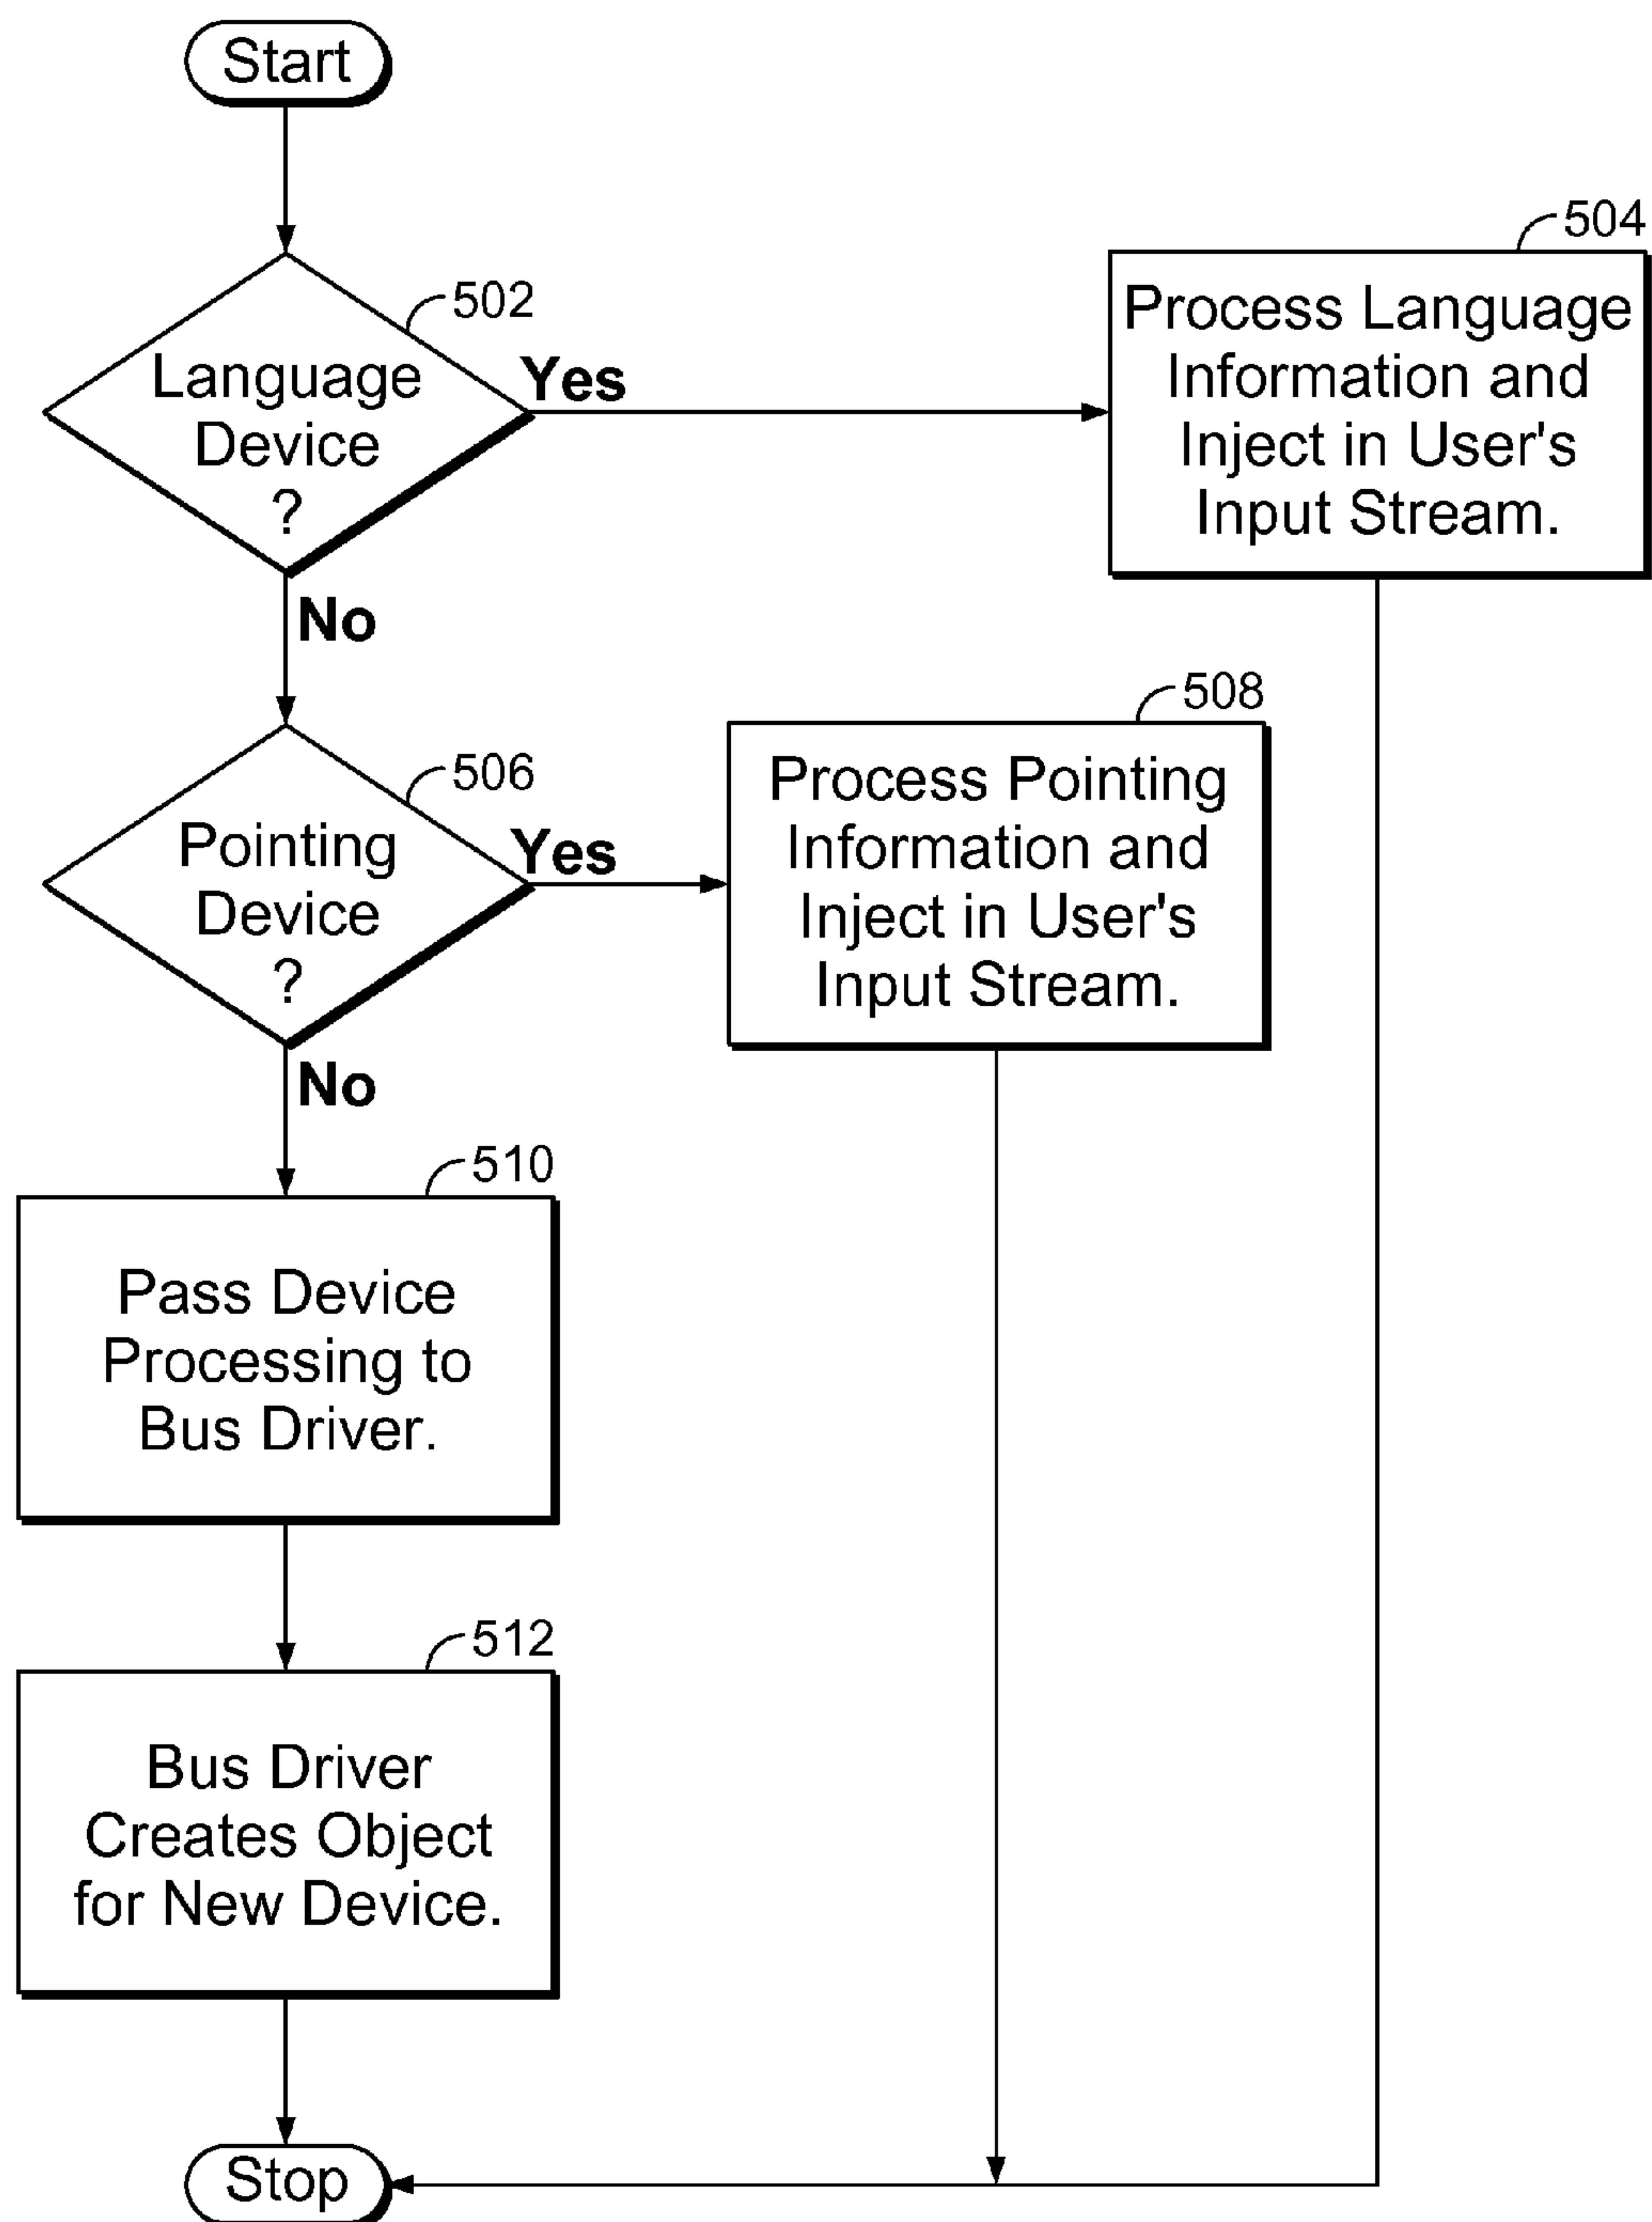 Start
502
Language
Device
?
Yes
No
504
Process Language
Information and
Inject in User's
Input Stream.
506
Pointing
Device
?
Yes
No
508
Process Pointing
Information and
Inject in User's
Input Stream.
510
Pass Device
Processing to
Bus Driver.
512
Bus Driver
Creates Object
for New Device.
Stop